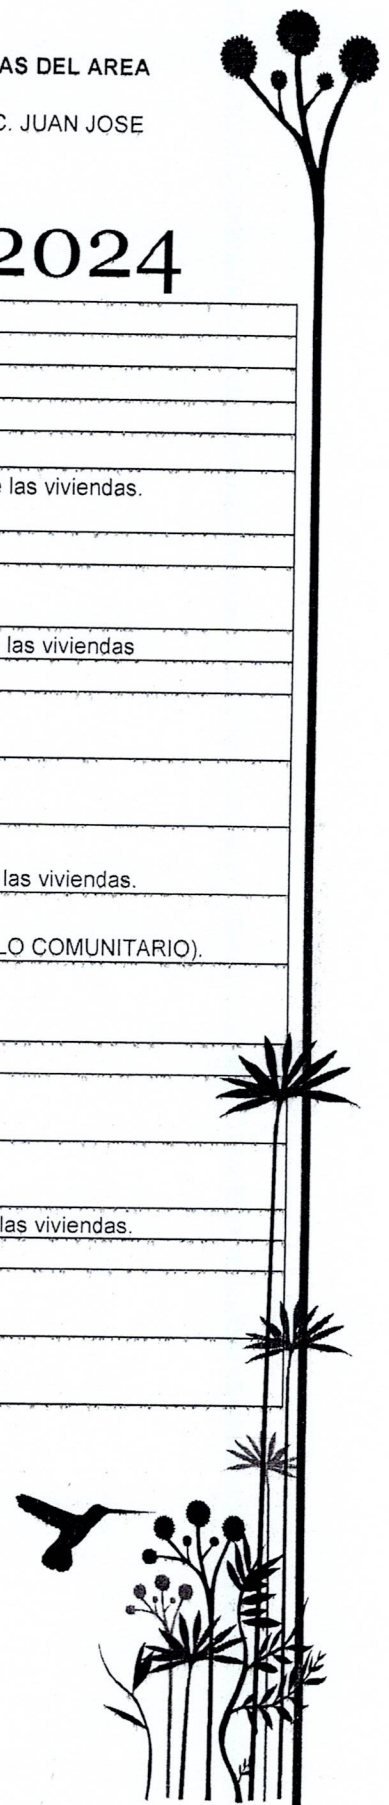 AS DEL AREA
C. JUAN JOSE
2024
e las viviendas.
las viviendas
las viviendas.
LO COMUNITARIO).
las viviendas.